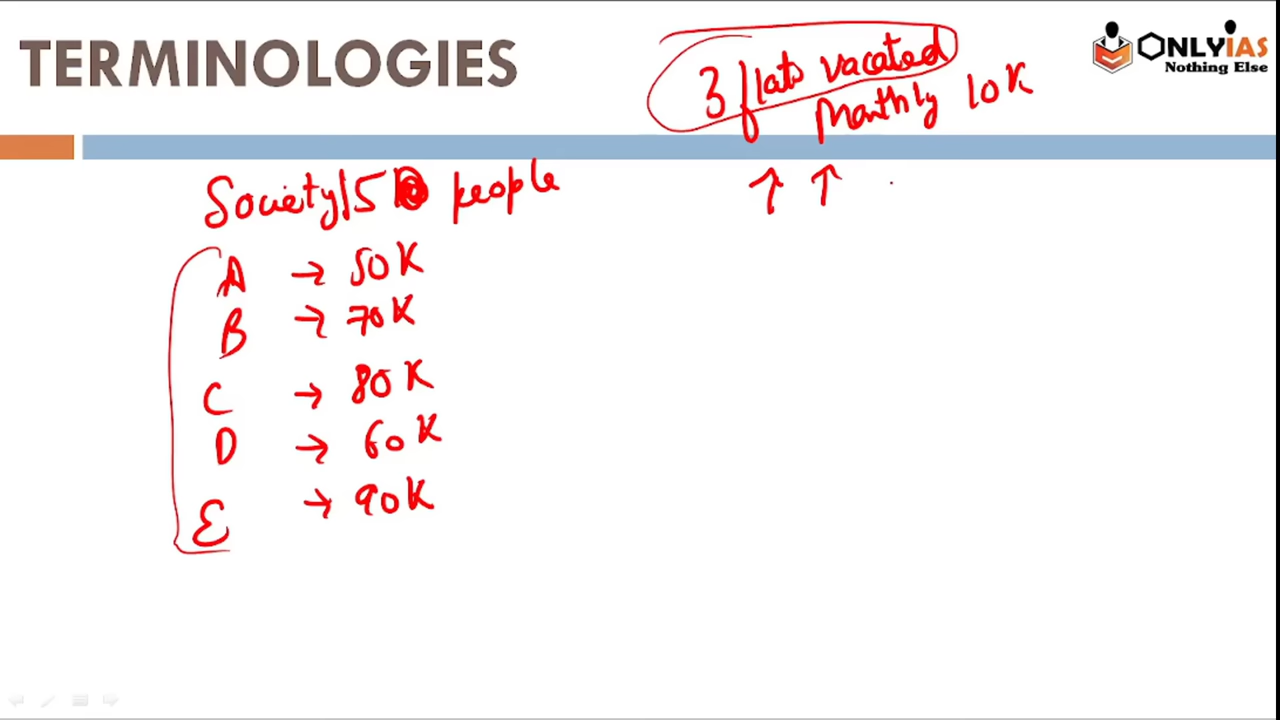 TERMINOLOGIES
ONLYIAS
Nothing Else
3 flats vacated
Monthly 10K
↑ ↑
Society 15 people
A → 50K
B → 70K
C → 80K
D → 60K
E → 90K